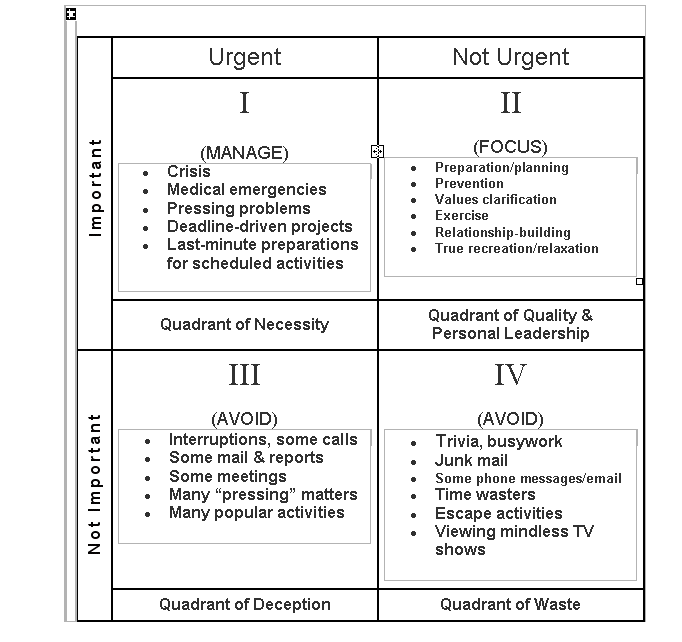 Urgent
Not Urgent
Important
I
(MANAGE)
• Crisis
• Medical emergencies
• Pressing problems
• Deadline-driven projects
• Last-minute preparations
for scheduled activities
Quadrant of Necessity
II
(FOCUS)
• Preparation/planning
• Prevention
• Values clarification
• Exercise
• Relationship-building
• True recreation/relaxation
Quadrant of Quality &
Personal Leadership
Not Important
III
(AVOID)
• Interruptions, some calls
• Some mail & reports
• Some meetings
• Many “pressing” matters
• Many popular activities
Quadrant of Deception
IV
(AVOID)
• Trivia, busywork
• Junk mail
• Some phone messages/email
• Time wasters
• Escape activities
• Viewing mindless TV
shows
Quadrant of Waste